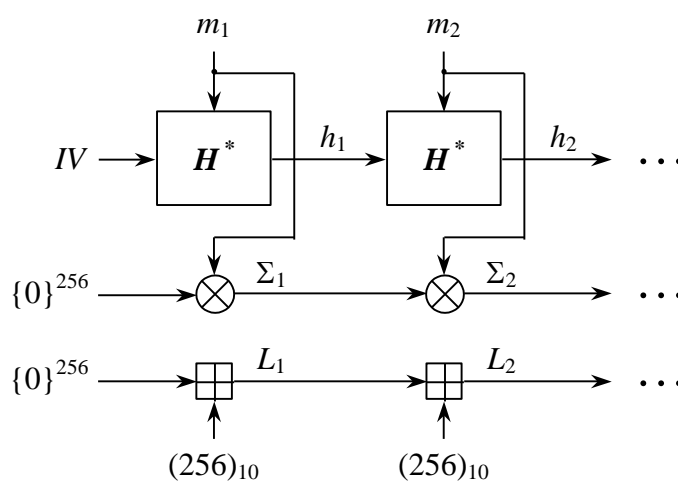 m₁ m₂
IV H* h₁ H* h₂ ...
{0}²⁵⁶ Σ₁ Σ₂ ...
{0}²⁵⁶ L₁ L₂ ...
(256)₁₀ (256)₁₀